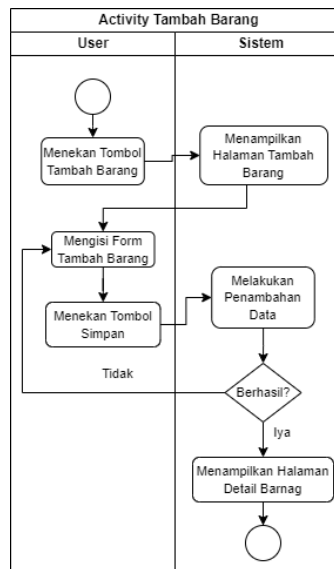 Activity Tambah Barang
User
Sistem
Menekan Tombol
Tambah Barang
Menampilkan
Halaman Tambah
Barang
Mengisi Form
Tambah Barang
Menekan Tombol
Simpan
Melakukan
Penambahan
Data
Tidak
Berhasil?
Iya
Menampilkan Halaman
Detail Barnag